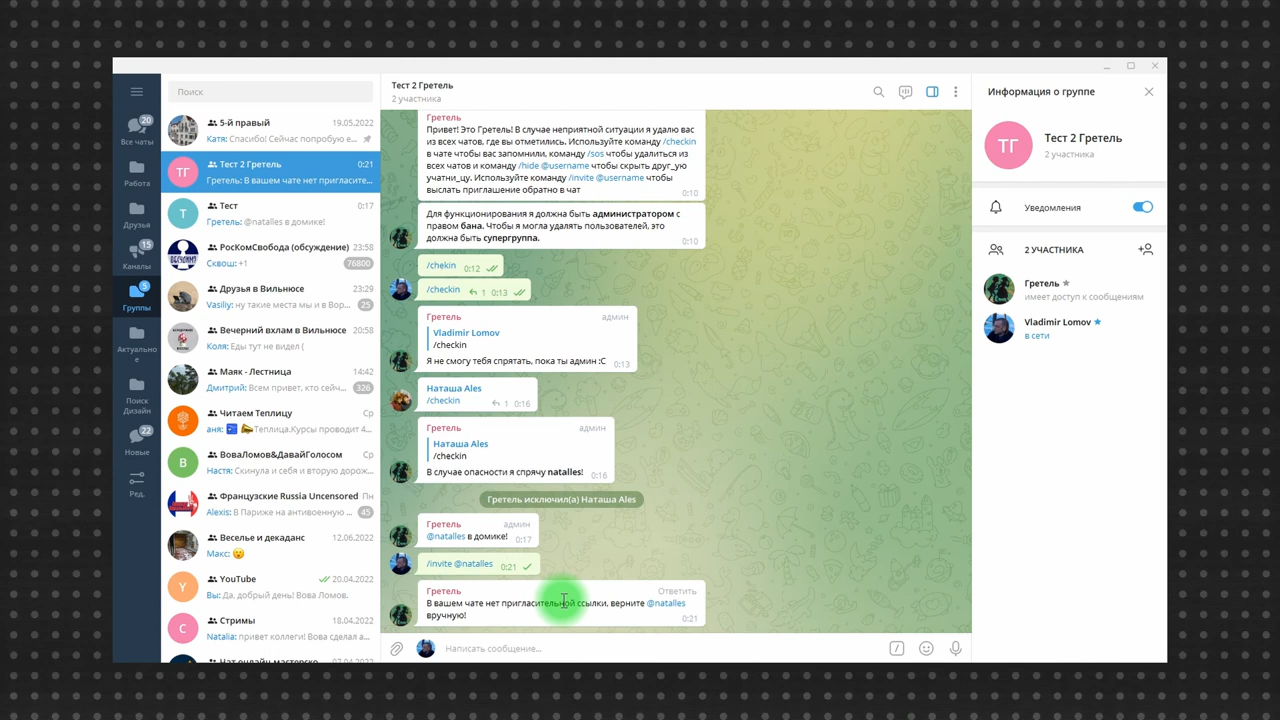 Поиск
20
Все чаты
Работа
Друзья
15
Каналы
5
Группы
Актуально
е
Поиск
Дизайн
22
Новые
Ред.
5-й правый 19.05.2022
Катя: Спасибо! Сейчас попробую е...
ТГ
Тест 2 Гретель 0:21
Гретель: В вашем чате нет пригласите...
Т
Тест 0:17
Гретель: @natalles в домике!
РосКомСвобода (обсуждение) 23:58
Сквош: +1 76800
Друзья в Вильнюсе 23:29
Vasiliy: ну такие места мы и в Вор... 25
Вечерний вхлам в Вильнюсе 20:58
Коля: Еды тут не видел (
Маяк - Лестница 14:42
Дмитрий: Всем привет, кто сейч... 326
Читаем Теплицу Ср
аня: Теплица.Курсы проводит 4...
В
ВоваЛомов&ДавайГолосом Ср
Настя: Скинула и себя и вторую дорож...
Французские Russia Uncensored Пн
Alexis: В Париже на антивоенную ... 45
Веселье и декаданс 12.06.2022
Макс: 😮
Y
YouTube 20.04.2022
Вы: Да, добрый день! Вова Ломов.
С
Стримы 13.04.2022
Natalia: привет коллеги! Вова сделал а...
Тест 2 Гретель
2 участника
Гретель
Привет! Это Гретель! В случае неприятной ситуации я удалю вас
из всех чатов, где вы отметились. Используйте команду /checkin
в чате чтобы вас запомнили, команду /sos чтобы удалиться из
всех чатов и команду /hide @username чтобы скрыть друг_ую
учатни_цу. Используйте команду /invite @username чтобы
выслать приглашение обратно в чат
0:10
Для функционирования я должна быть администратором с
правом бана. Чтобы я могла удалять пользователей, это
должна быть супергруппа. 0:10
/chekin 0:12
/checkin 1 0:13
Гретель админ
Vladimir Lomov
/checkin
Я не смогу тебя спрятать, пока ты админ :С 0:13
Наташа Ales
/checkin 1 0:16
Гретель админ
Наташа Ales
/checkin
В случае опасности я спрячу natalles! 0:16
Гретель исключил(а) Наташа Ales
Гретель админ
@natalles в домике! 0:17
/invite @natalles 0:21
Гретель Ответить
В вашем чате нет пригласительной ссылки, верните @natalles
вручную! 0:21
Написать сообщение...
Информация о группе
ТГ
Тест 2 Гретель
2 участника
Уведомления
2 УЧАСТНИКА
Гретель
имеет доступ к сообщениям
Vladimir Lomov
в сети